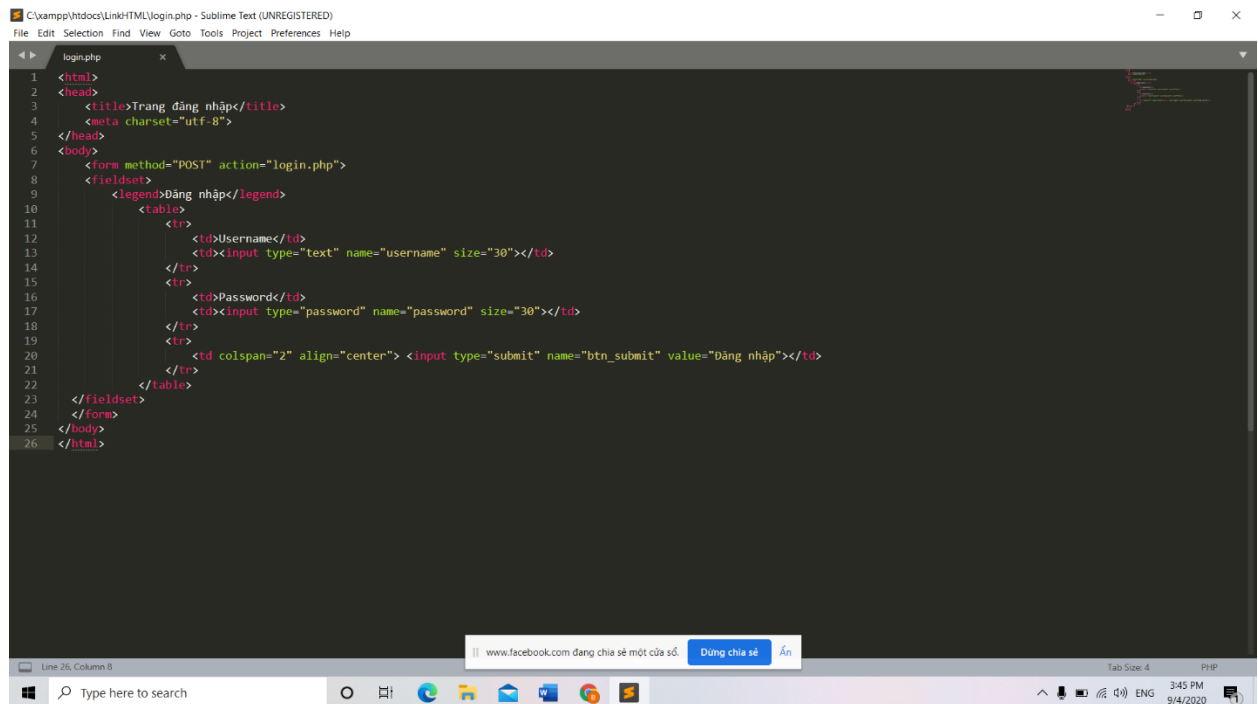 C:\xampp\htdocs\LinkHTML\login.php - Sublime Text (UNREGISTERED)
File Edit Selection Find View Goto Tools Project Preferences Help
login.php
1 <html>
2 <head>
3 <title>Trang đăng nhập</title>
4 <meta charset="utf-8">
5 </head>
6 <body>
7 <form method="POST" action="login.php">
8 <fieldset>
9 <legend>Đăng nhập</legend>
10 <table>
11 <tr>
12 <td>Username</td>
13 <td><input type="text" name="username" size="30"></td>
14 </tr>
15 <tr>
16 <td>Password</td>
17 <td><input type="password" name="password" size="30"></td>
18 </tr>
19 <tr>
20 <td colspan="2" align="center"> <input type="submit" name="btn_submit" value="Đăng nhập"></td>
21 </tr>
22 </table>
23 </fieldset>
24 </form>
25 </body>
26 </html>
www.facebook.com đang chia sẻ một cửa sổ. Dừng chia sẻ Ẩn
Line 26, Column 8 Tab Size: 4 PHP
Type here to search ENG 3:45 PM
9/4/2020